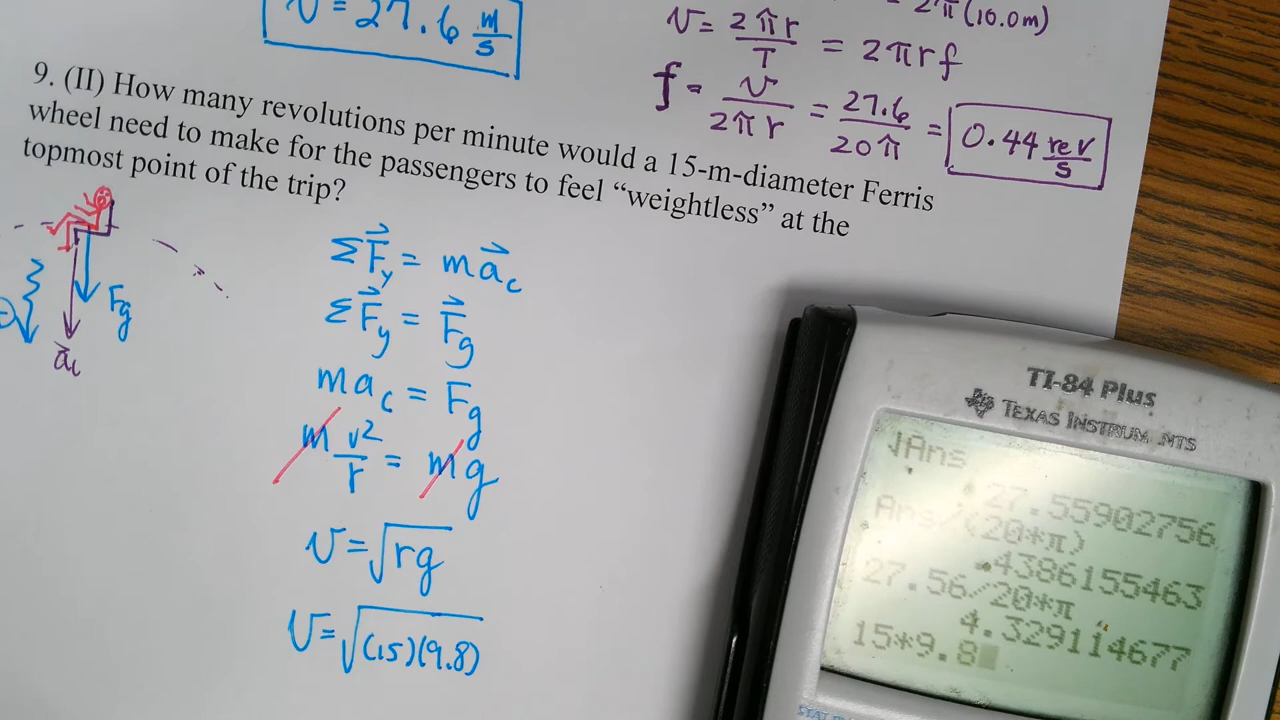 v = 27.6 m/s
= 2π(10.0m)
v = 2πr/T = 2πrf
f = v/2πr = 27.6/20π = 0.44 rev/s
9. (II) How many revolutions per minute would a 15-m-diameter Ferris
wheel need to make for the passengers to feel “weightless” at the
topmost point of the trip?
Fg
ac
ΣFy = mac
ΣFy = Fg
mac = Fg
m v²/r = mg
v = √rg
v = √(15)(9.8)
TI-84 Plus
TEXAS INSTRUMENTS
√Ans
27.55902756
Ans/(20*π)
.4386155463
27.56/20*π
4.329114677
15*9.8